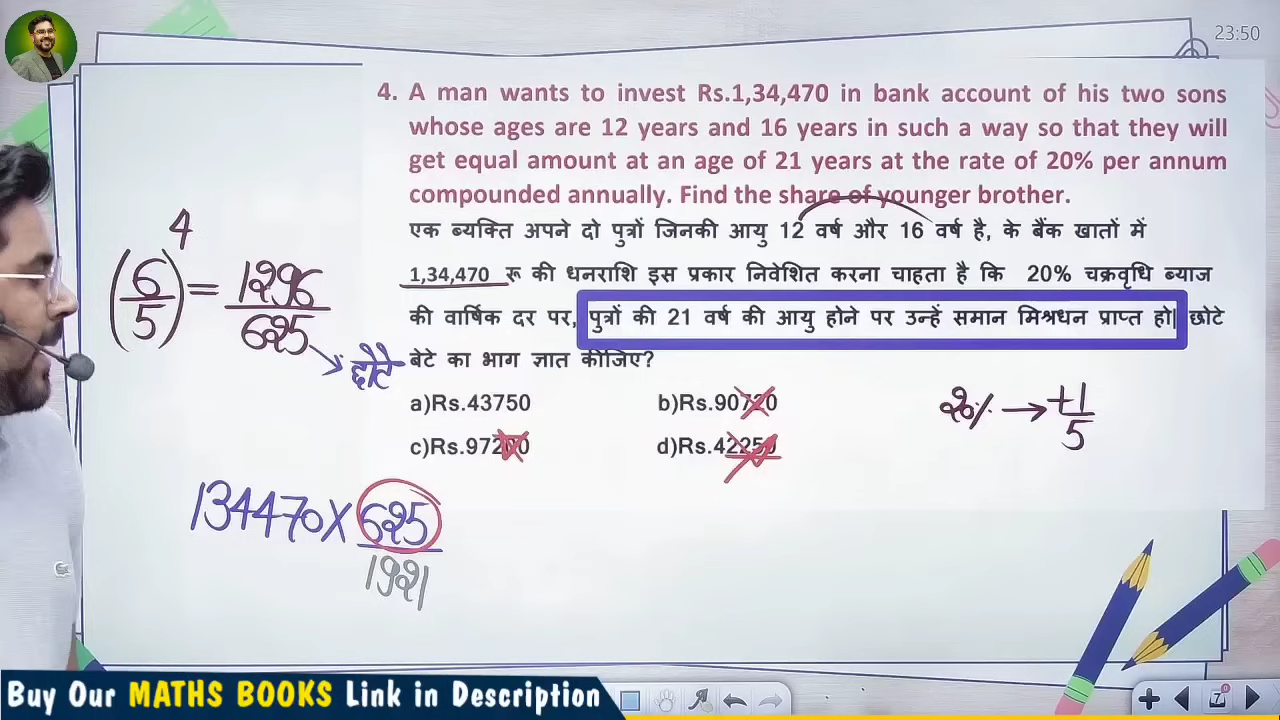 23:50
4. A man wants to invest Rs.1,34,470 in bank account of his two sons
whose ages are 12 years and 16 years in such a way so that they will
get equal amount at an age of 21 years at the rate of 20% per annum
compounded annually. Find the share of younger brother.
एक ब्यक्ति अपने दो पुत्रों जिनकी आयु 12 वर्ष और 16 वर्ष है, के बैंक खातों में
1,34,470 रू की धनराशि इस प्रकार निवेशित करना चाहता है कि 20% चक्रवृधि ब्याज
की वार्षिक दर पर, पुत्रों की 21 वर्ष की आयु होने पर उन्हें समान मिश्रधन प्राप्त हो| छोटे
बेटे का भाग ज्ञात कीजिए?
a)Rs.43750 b)Rs.90720
c)Rs.97200 d)Rs.42250
(6/5)^4 = 1296/625
छोटे
20% → +1/5
134470 × 625/1921
Buy Our MATHS BOOKS Link in Description